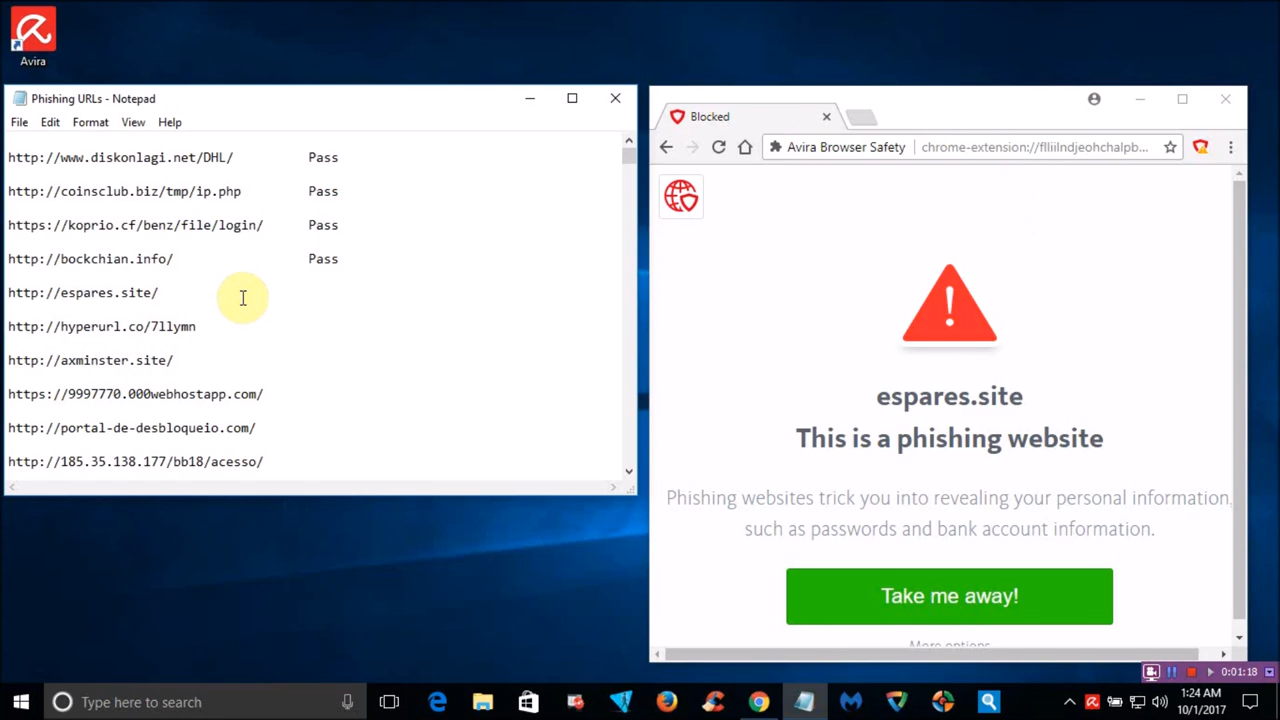 Avira
Phishing URLs - Notepad
File Edit Format View Help
http://www.diskonlagi.net/DHL/ Pass
http://coinsclub.biz/tmp/ip.php Pass
https://koprio.cf/benz/file/login/ Pass
http://bockchian.info/ Pass
http://espares.site/
http://hyperurl.co/7llymn
http://axminster.site/
https://9997770.000webhostapp.com/
http://portal-de-desbloqueio.com/
http://185.35.138.177/bb18/acesso/
Blocked
Avira Browser Safety chrome-extension://flliilndjeohchalpb...
espares.site
This is a phishing website
Phishing websites trick you into revealing your personal information,
such as passwords and bank account information.
Take me away!
More options
0:01:18
Type here to search
1:24 AM
10/1/2017